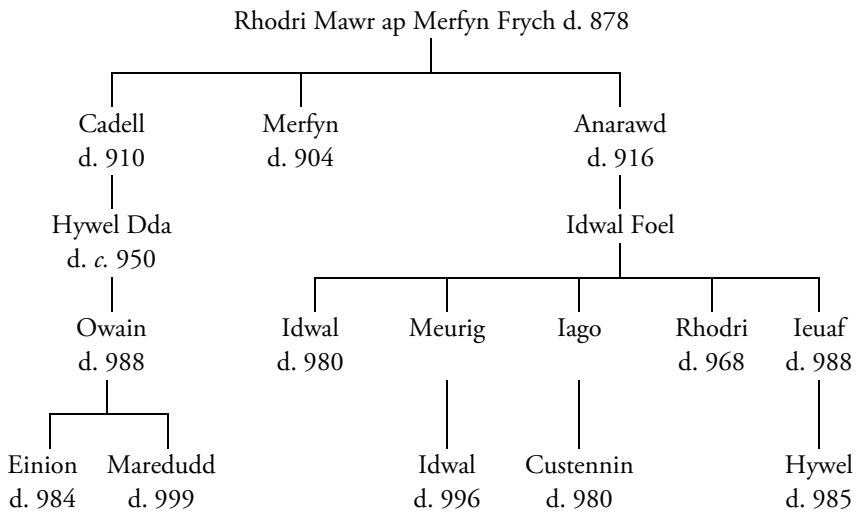 Rhodri Mawr ap Merfyn Frych d. 878
Cadell Merfyn Anarawd
d. 910 d. 904 d. 916
Hywel Dda Idwal Foel
d. c. 950
Owain Idwal Meurig Iago Rhodri Ieuaf
d. 988 d. 980 d. 968 d. 988
Einion Maredudd Idwal Custennin Hywel
d. 984 d. 999 d. 996 d. 980 d. 985